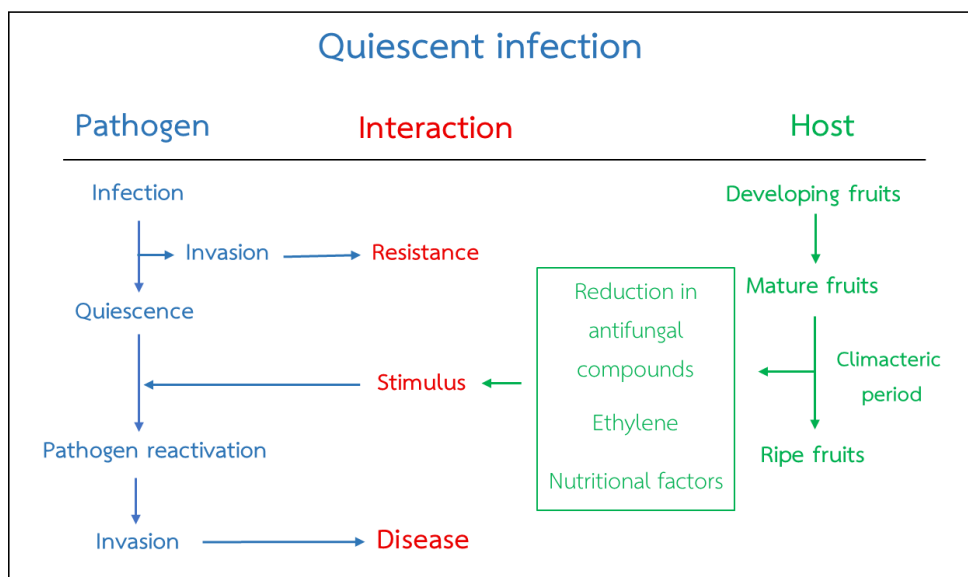 Quiescent infection
Pathogen
Interaction
Host
Infection
Developing fruits
Invasion
Resistance
Quiescence
Mature fruits
Reduction in
antifungal
compounds
Ethylene
Nutritional factors
Climacteric
period
Stimulus
Pathogen reactivation
Ripe fruits
Invasion
Disease